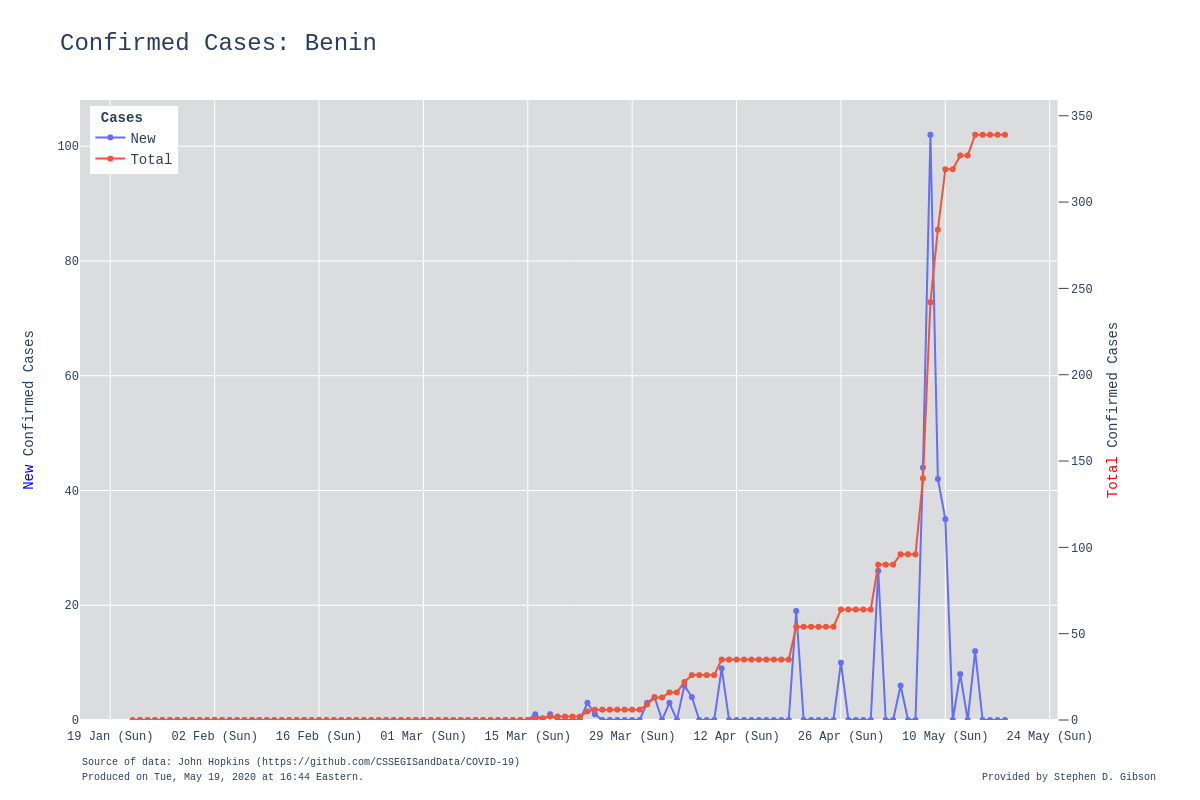 Confirmed Cases: Benin
Cases
New
Total
100
80
60
40
20
0
350
300
250
200
150
100
50
0
New Confirmed Cases
Total Confirmed Cases
19 Jan (Sun) 02 Feb (Sun) 16 Feb (Sun) 01 Mar (Sun) 15 Mar (Sun) 29 Mar (Sun) 12 Apr (Sun) 26 Apr (Sun) 10 May (Sun) 24 May (Sun)
Source of data: John Hopkins (https://github.com/CSSEGISandData/COVID-19)
Produced on Tue, May 19, 2020 at 16:44 Eastern.
Provided by Stephen D. Gibson